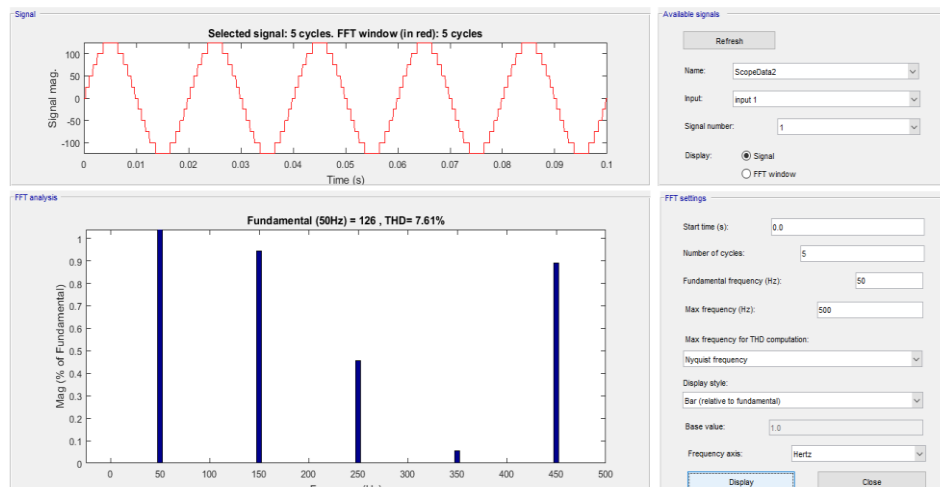 Signal
Selected signal: 5 cycles. FFT window (in red): 5 cycles
Signal mag.
100
50
0
-50
-100
0 0.01 0.02 0.03 0.04 0.05 0.06 0.07 0.08 0.09 0.1
Time (s)
FFT analysis
Fundamental (50Hz) = 126 , THD= 7.61%
Mag (% of Fundamental)
1
0.9
0.8
0.7
0.6
0.5
0.4
0.3
0.2
0.1
0
0 50 100 150 200 250 300 350 400 450 500
Available signals
Refresh
Name: ScopeData2
Input: input 1
Signal number: 1
Display: Signal
FFT window
FFT settings
Start time (s): 0.0
Number of cycles: 5
Fundamental frequency (Hz): 50
Max frequency (Hz): 500
Max frequency for THD computation:
Nyquist frequency
Display style:
Bar (relative to fundamental)
Base value: 1.0
Frequency axis: Hertz
Display Close